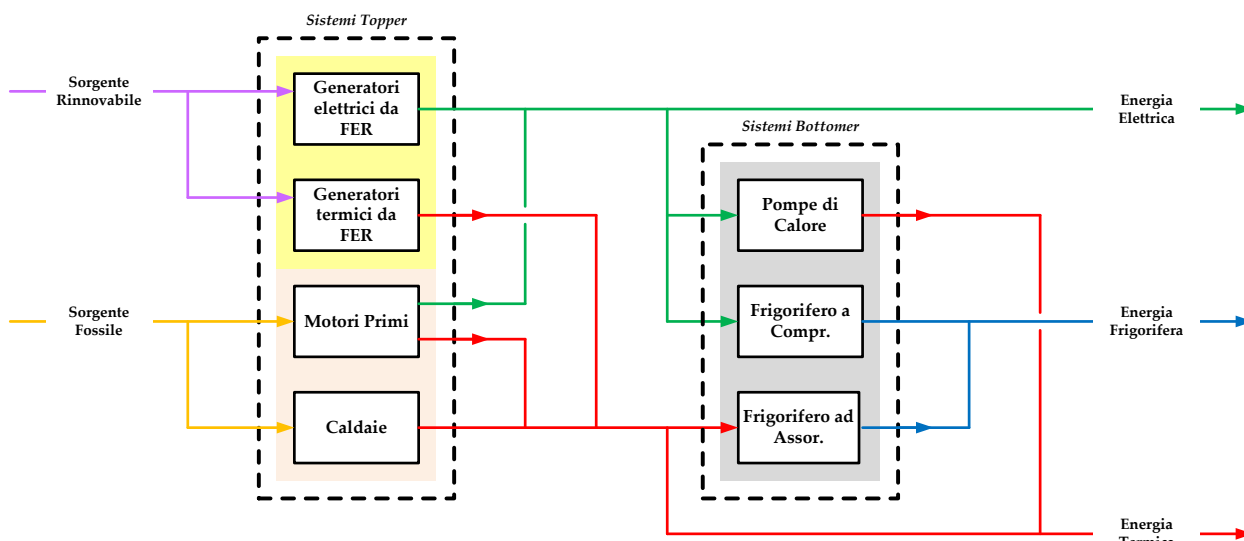 Sistemi Topper
Sorgente
Rinnovabile
Generatori
elettrici da
FER
Energia
Elettrica
Sistemi Bottomer
Generatori
termici da
FER
Pompe di
Calore
Sorgente
Fossile
Motori Primi
Frigorifero a
Compr.
Energia
Frigorifera
Caldaie
Frigorifero ad
Assor.
Energia